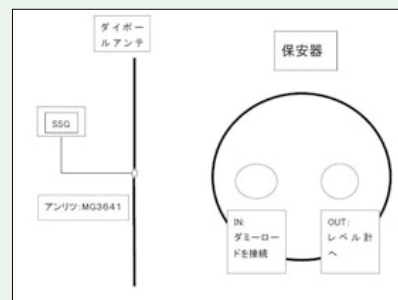 ダイポー
ルアンテ
保安器
SSG
アンリツ:MG3641
IN:
ダミーロー
ドを接続
OUT:
レベル計
へ